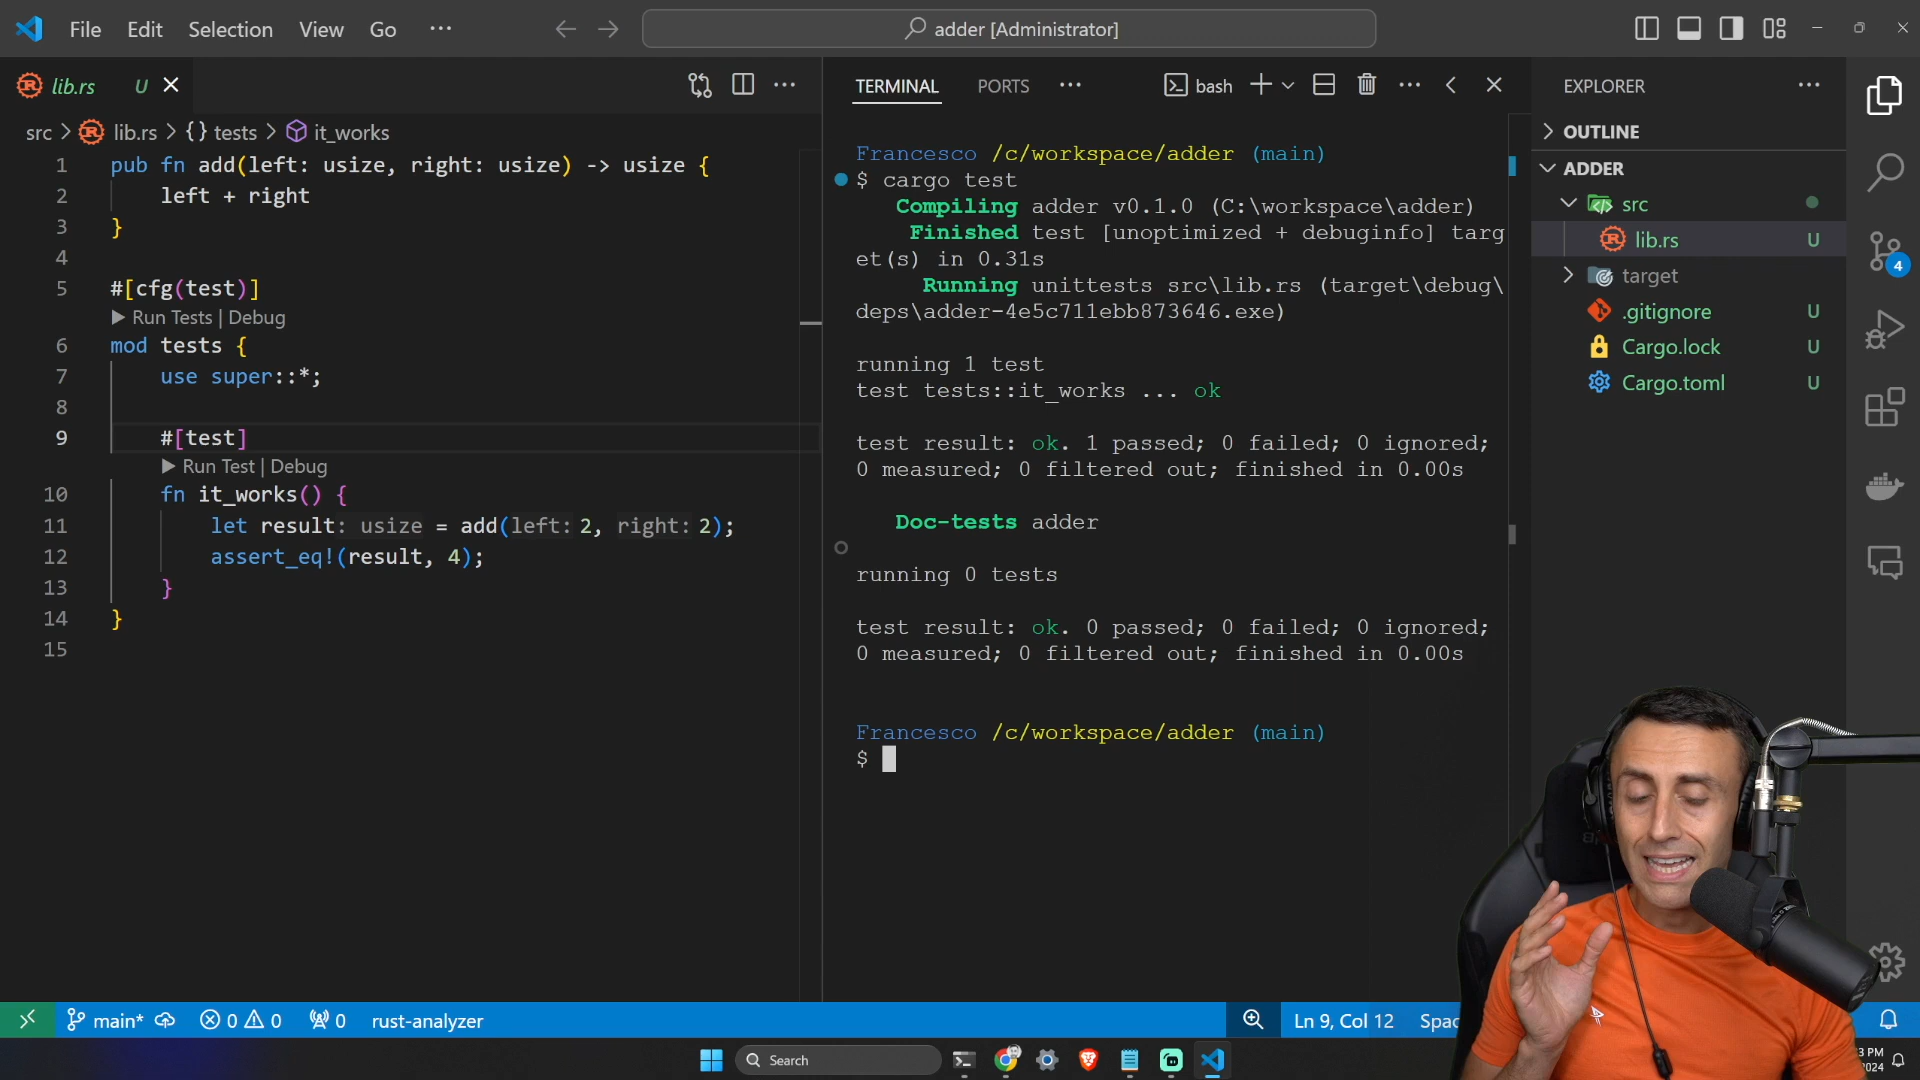 File Edit Selection View Go ···
adder [Administrator]
lib.rs U
src > lib.rs > {} tests > it_works
1 pub fn add(left: usize, right: usize) -> usize {
2 left + right
3 }
4
5 #[cfg(test)]
Run Tests | Debug
6 mod tests {
7 use super::*;
8
9 #[test]
Run Test | Debug
10 fn it_works() {
11 let result: usize = add(left: 2, right: 2);
12 assert_eq!(result, 4);
13 }
14 }
15
TERMINAL PORTS ··· bash
Francesco /c/workspace/adder (main)
$ cargo test
Compiling adder v0.1.0 (C:\workspace\adder)
Finished test [unoptimized + debuginfo] targ
et(s) in 0.31s
Running unittests src\lib.rs (target\debug\
deps\adder-4e5c711ebb873646.exe)
running 1 test
test tests::it_works ... ok
test result: ok. 1 passed; 0 failed; 0 ignored;
0 measured; 0 filtered out; finished in 0.00s
Doc-tests adder
running 0 tests
test result: ok. 0 passed; 0 failed; 0 ignored;
0 measured; 0 filtered out; finished in 0.00s
Francesco /c/workspace/adder (main)
$
EXPLORER
OUTLINE
ADDER
src
lib.rs U
target
.gitignore U
Cargo.lock U
Cargo.toml U
4
main* 0 0 0 rust-analyzer
Ln 9, Col 12 Spac
Search
3 PM
2024